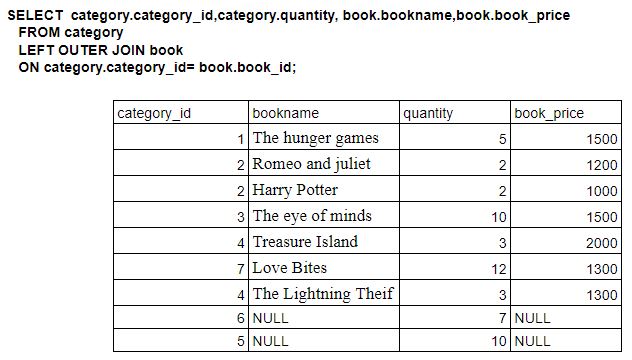 SELECT category.category_id,category.quantity, book.bookname,book.book_price
FROM category
LEFT OUTER JOIN book
ON category.category_id= book.book_id;
category_id bookname quantity book_price
1 The hunger games 5 1500
2 Romeo and juliet 2 1200
2 Harry Potter 2 1000
3 The eye of minds 10 1500
4 Treasure Island 3 2000
7 Love Bites 12 1300
4 The Lightning Theif 3 1300
6 NULL 7 NULL
5 NULL 10 NULL